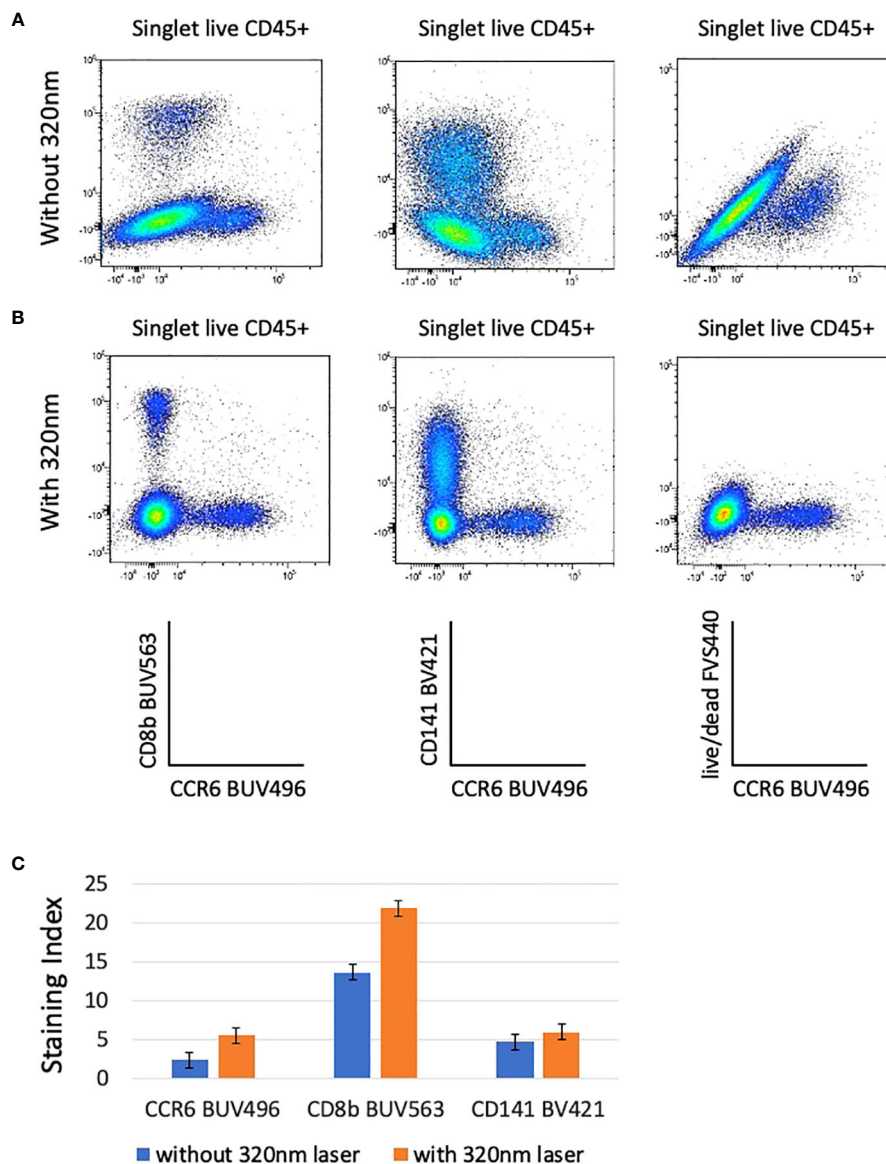 A
Singlet live CD45+ Singlet live CD45+ Singlet live CD45+
Without 320nm
B
Singlet live CD45+ Singlet live CD45+ Singlet live CD45+
With 320nm
CD8b BUV563
CCR6 BUV496
CD141 BV421
CCR6 BUV496
live/dead FVS440
CCR6 BUV496
C
Staining Index
25
20
15
10
5
0
CCR6 BUV496 CD8b BUV563 CD141 BV421
without 320nm laser with 320nm laser